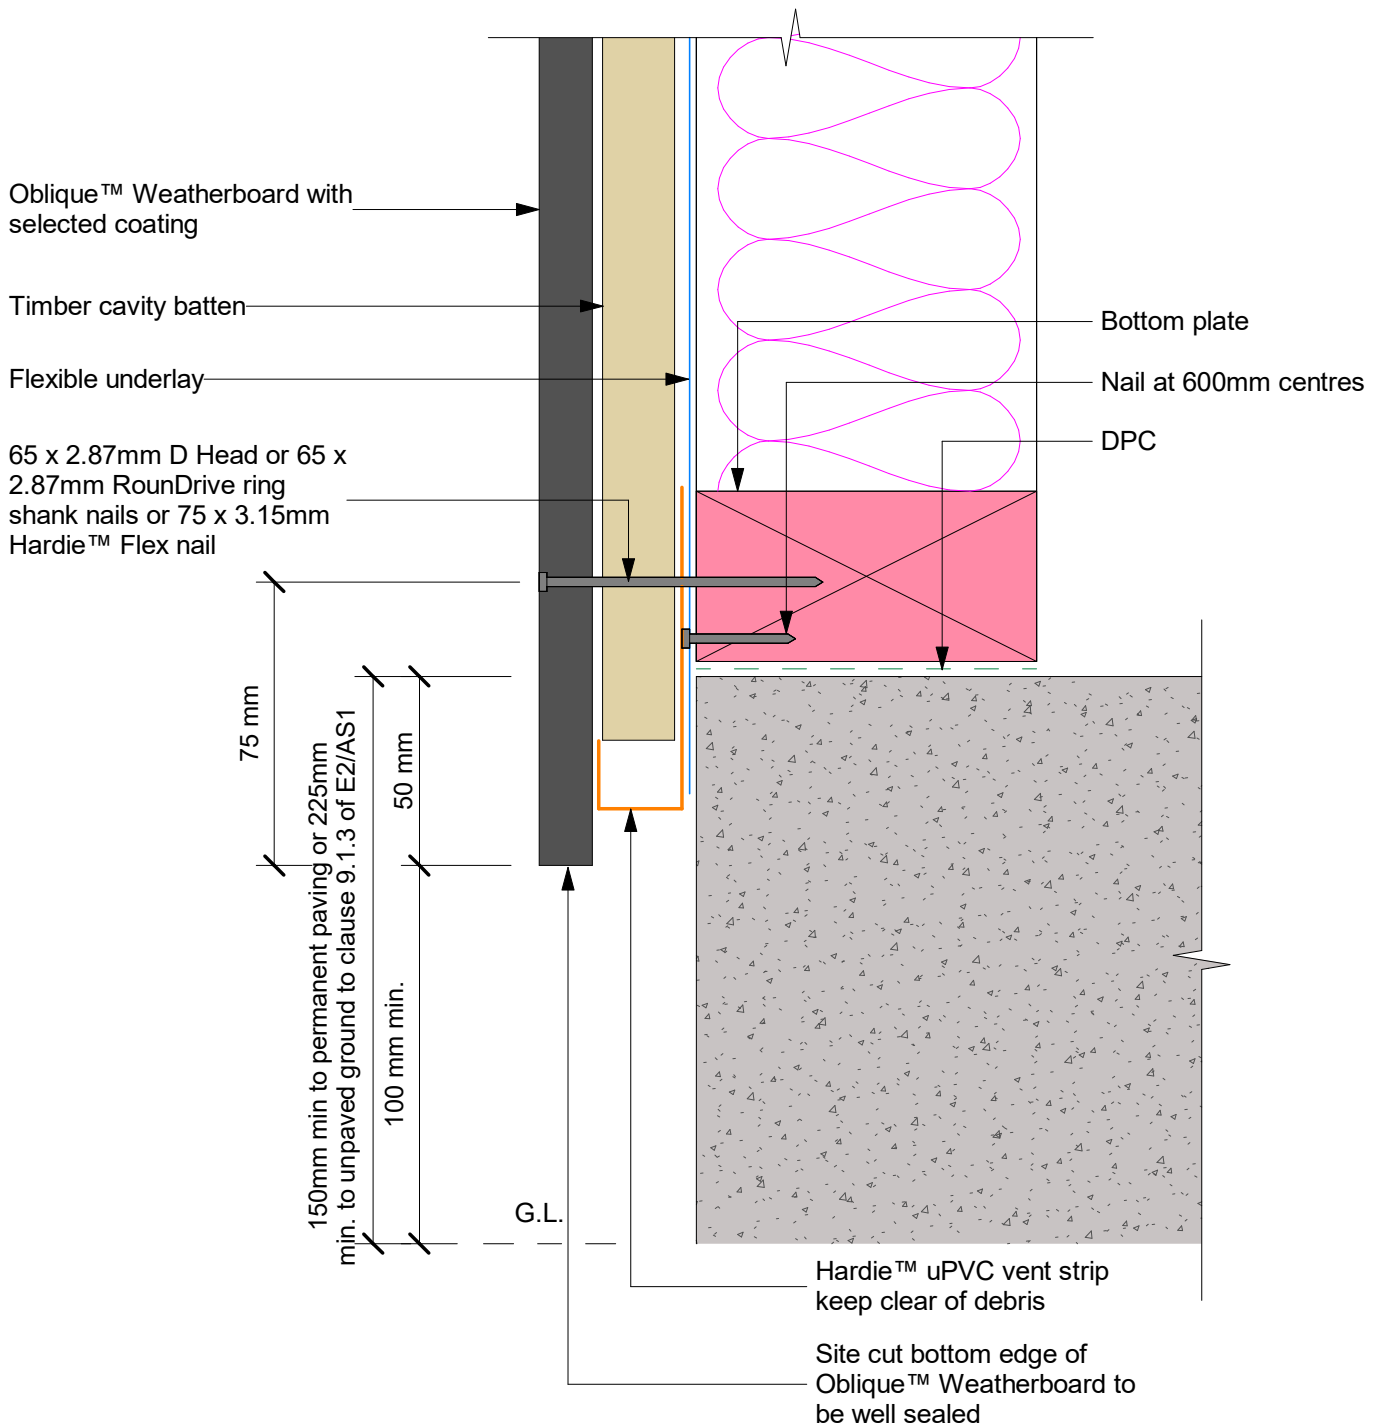 Oblique™ Weatherboard with
selected coating
Timber cavity batten
Flexible underlay
65 x 2.87mm D Head or 65 x
2.87mm RounDrive ring
shank nails or 75 x 3.15mm
Hardie™ Flex nail
Bottom plate
Nail at 600mm centres
DPC
75 mm
150mm min to permanent paving or 225mm
min. to unpaved ground to clause 9.1.3 of E2/AS1
50 mm
100 mm min.
G.L.
Hardie™ uPVC vent strip
keep clear of debris
Site cut bottom edge of
Oblique™ Weatherboard to
be well sealed